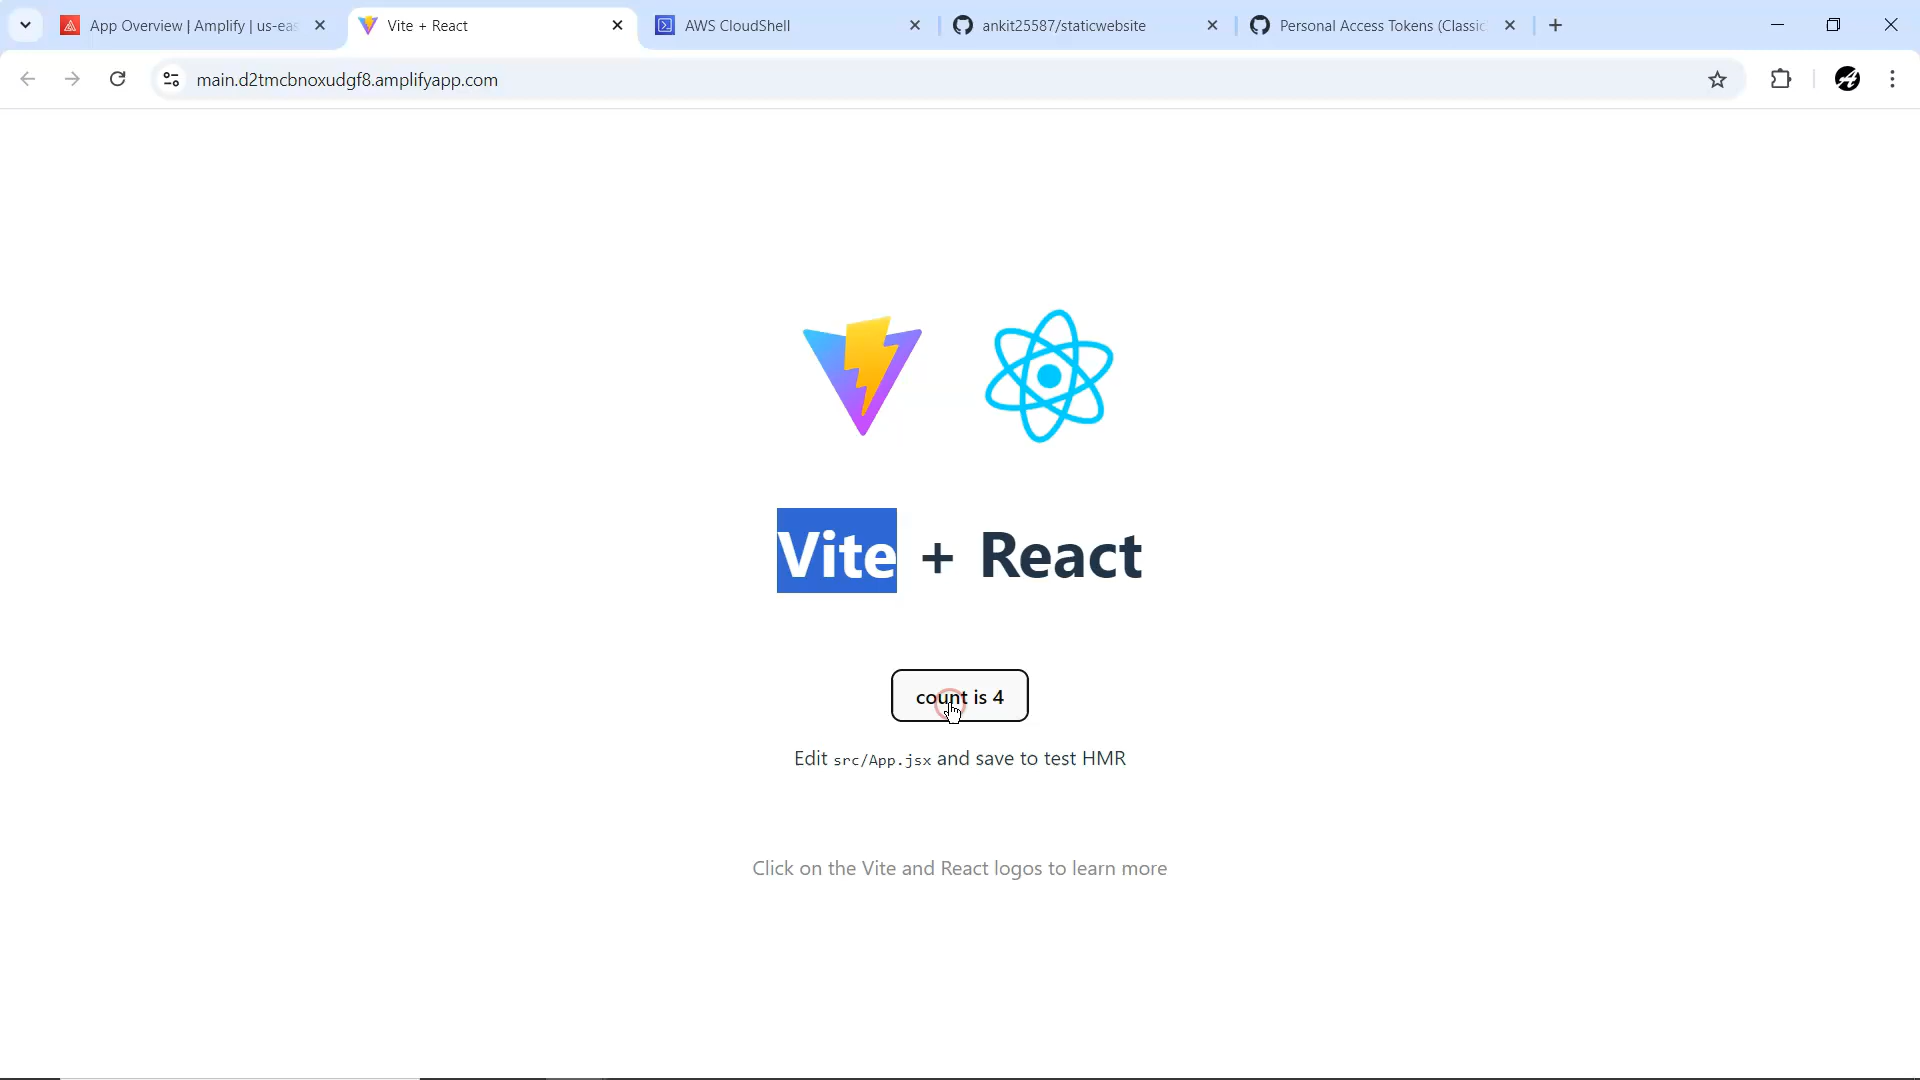 App Overview | Amplify | us-eas
Vite + React
AWS CloudShell
ankit25587/staticwebsite
Personal Access Tokens (Classic
main.d2tmcbnoxudgf8.amplifyapp.com
Vite + React
count is 4
Edit src/App.jsx and save to test HMR
Click on the Vite and React logos to learn more